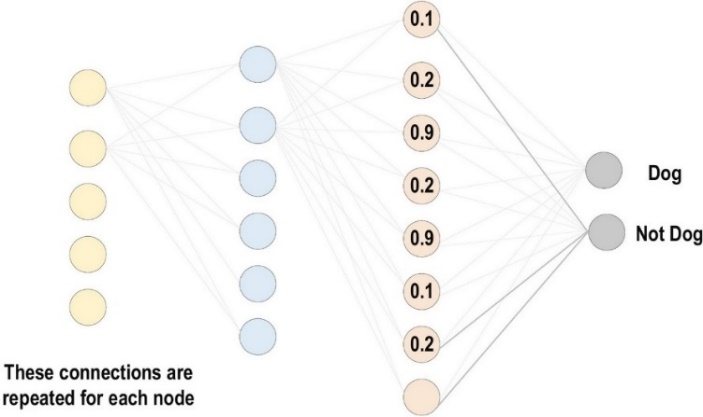 0.1
0.2
0.9
0.2
0.9
0.1
0.2
Dog
Not Dog
These connections are
repeated for each node